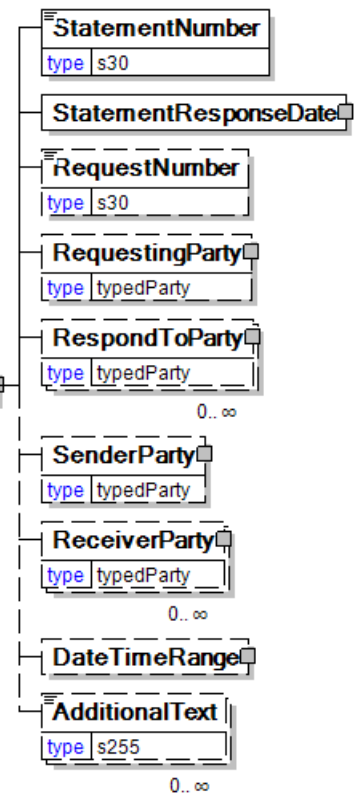 StatementNumber
type s30
StatementResponseDate
RequestNumber
type s30
RequestingParty
type typedParty
RespondToParty
type typedParty
0.. ∞
SenderParty
type typedParty
ReceiverParty
type typedParty
0.. ∞
DateTimeRange
AdditionalText
type s255
0.. ∞